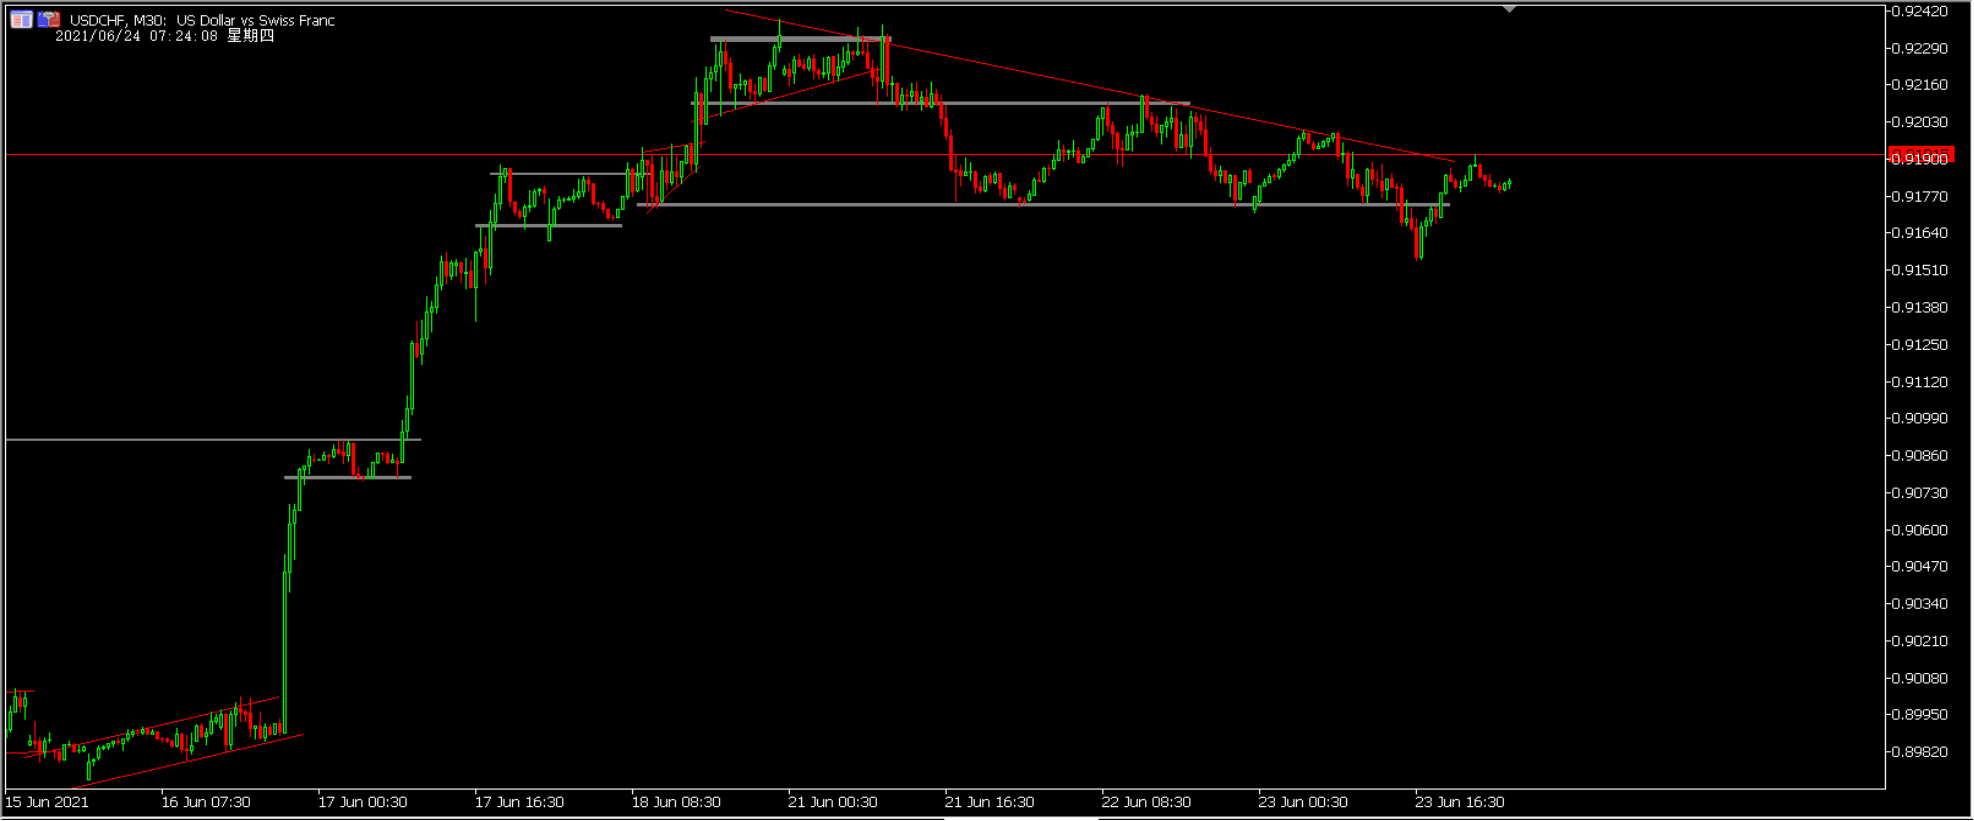 USDCHF, M30: US Dollar vs Swiss Franc
2021/06/24 07:24:08 星期四
0.92420
0.92290
0.92160
0.92030
0.91900
0.91770
0.91640
0.91510
0.91380
0.91250
0.91120
0.90990
0.90860
0.90730
0.90600
0.90470
0.90340
0.90210
0.90080
0.89950
0.89820
15 Jun 2021
16 Jun 07:30
17 Jun 00:30
17 Jun 16:30
18 Jun 08:30
21 Jun 00:30
21 Jun 16:30
22 Jun 08:30
23 Jun 00:30
23 Jun 16:30